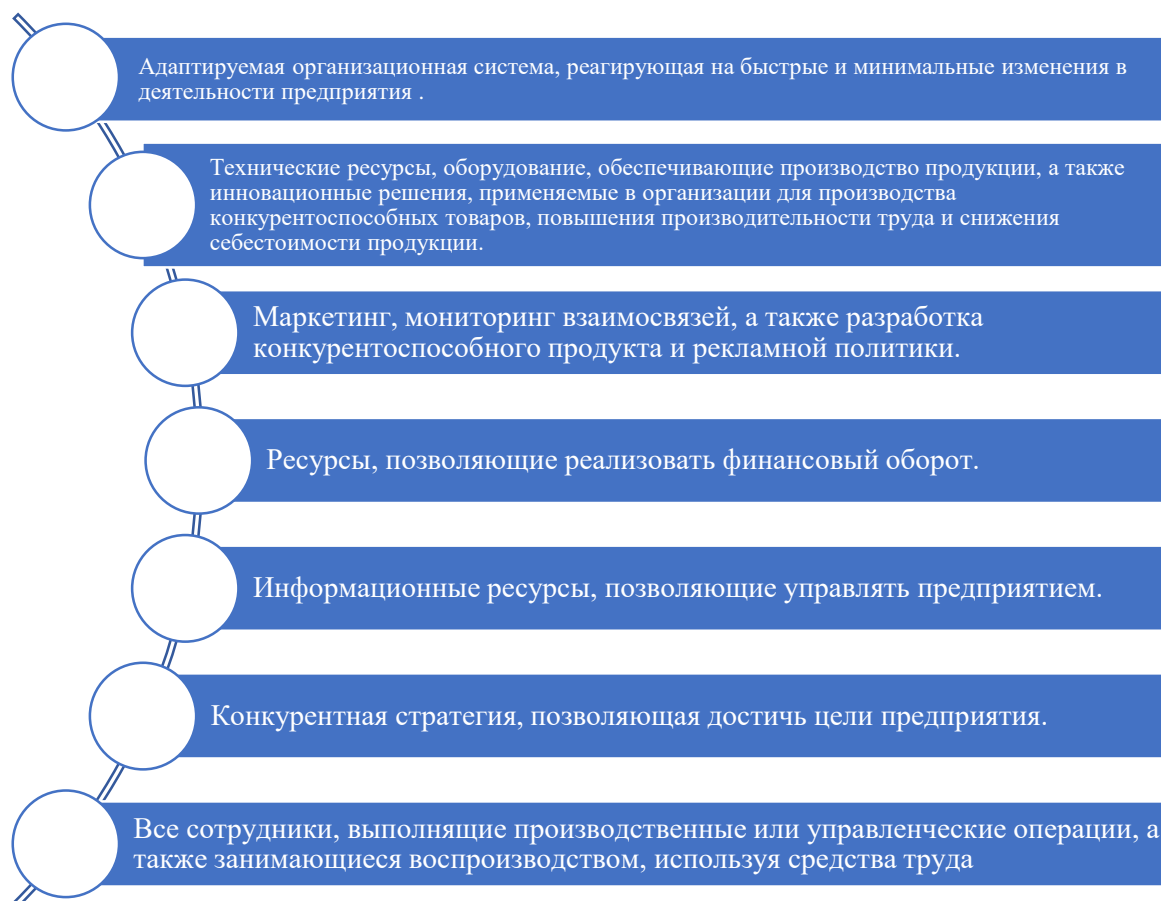 Адаптируемая организационная система, реагирующая на быстрые и минимальные изменения в
деятельности предприятия .
Технические ресурсы, оборудование, обеспечивающие производство продукции, а также
инновационные решения, применяемые в организации для производства
конкурентоспособных товаров, повышения производительности труда и снижения
себестоимости продукции.
Маркетинг, мониторинг взаимосвязей, а также разработка
конкурентоспособного продукта и рекламной политики.
Ресурсы, позволяющие реализовать финансовый оборот.
Информационные ресурсы, позволяющие управлять предприятием.
Конкурентная стратегия, позволяющая достичь цели предприятия.
Все сотрудники, выполнящие производственные или управленческие операции, а
также занимающиеся воспроизводством, используя средства труда